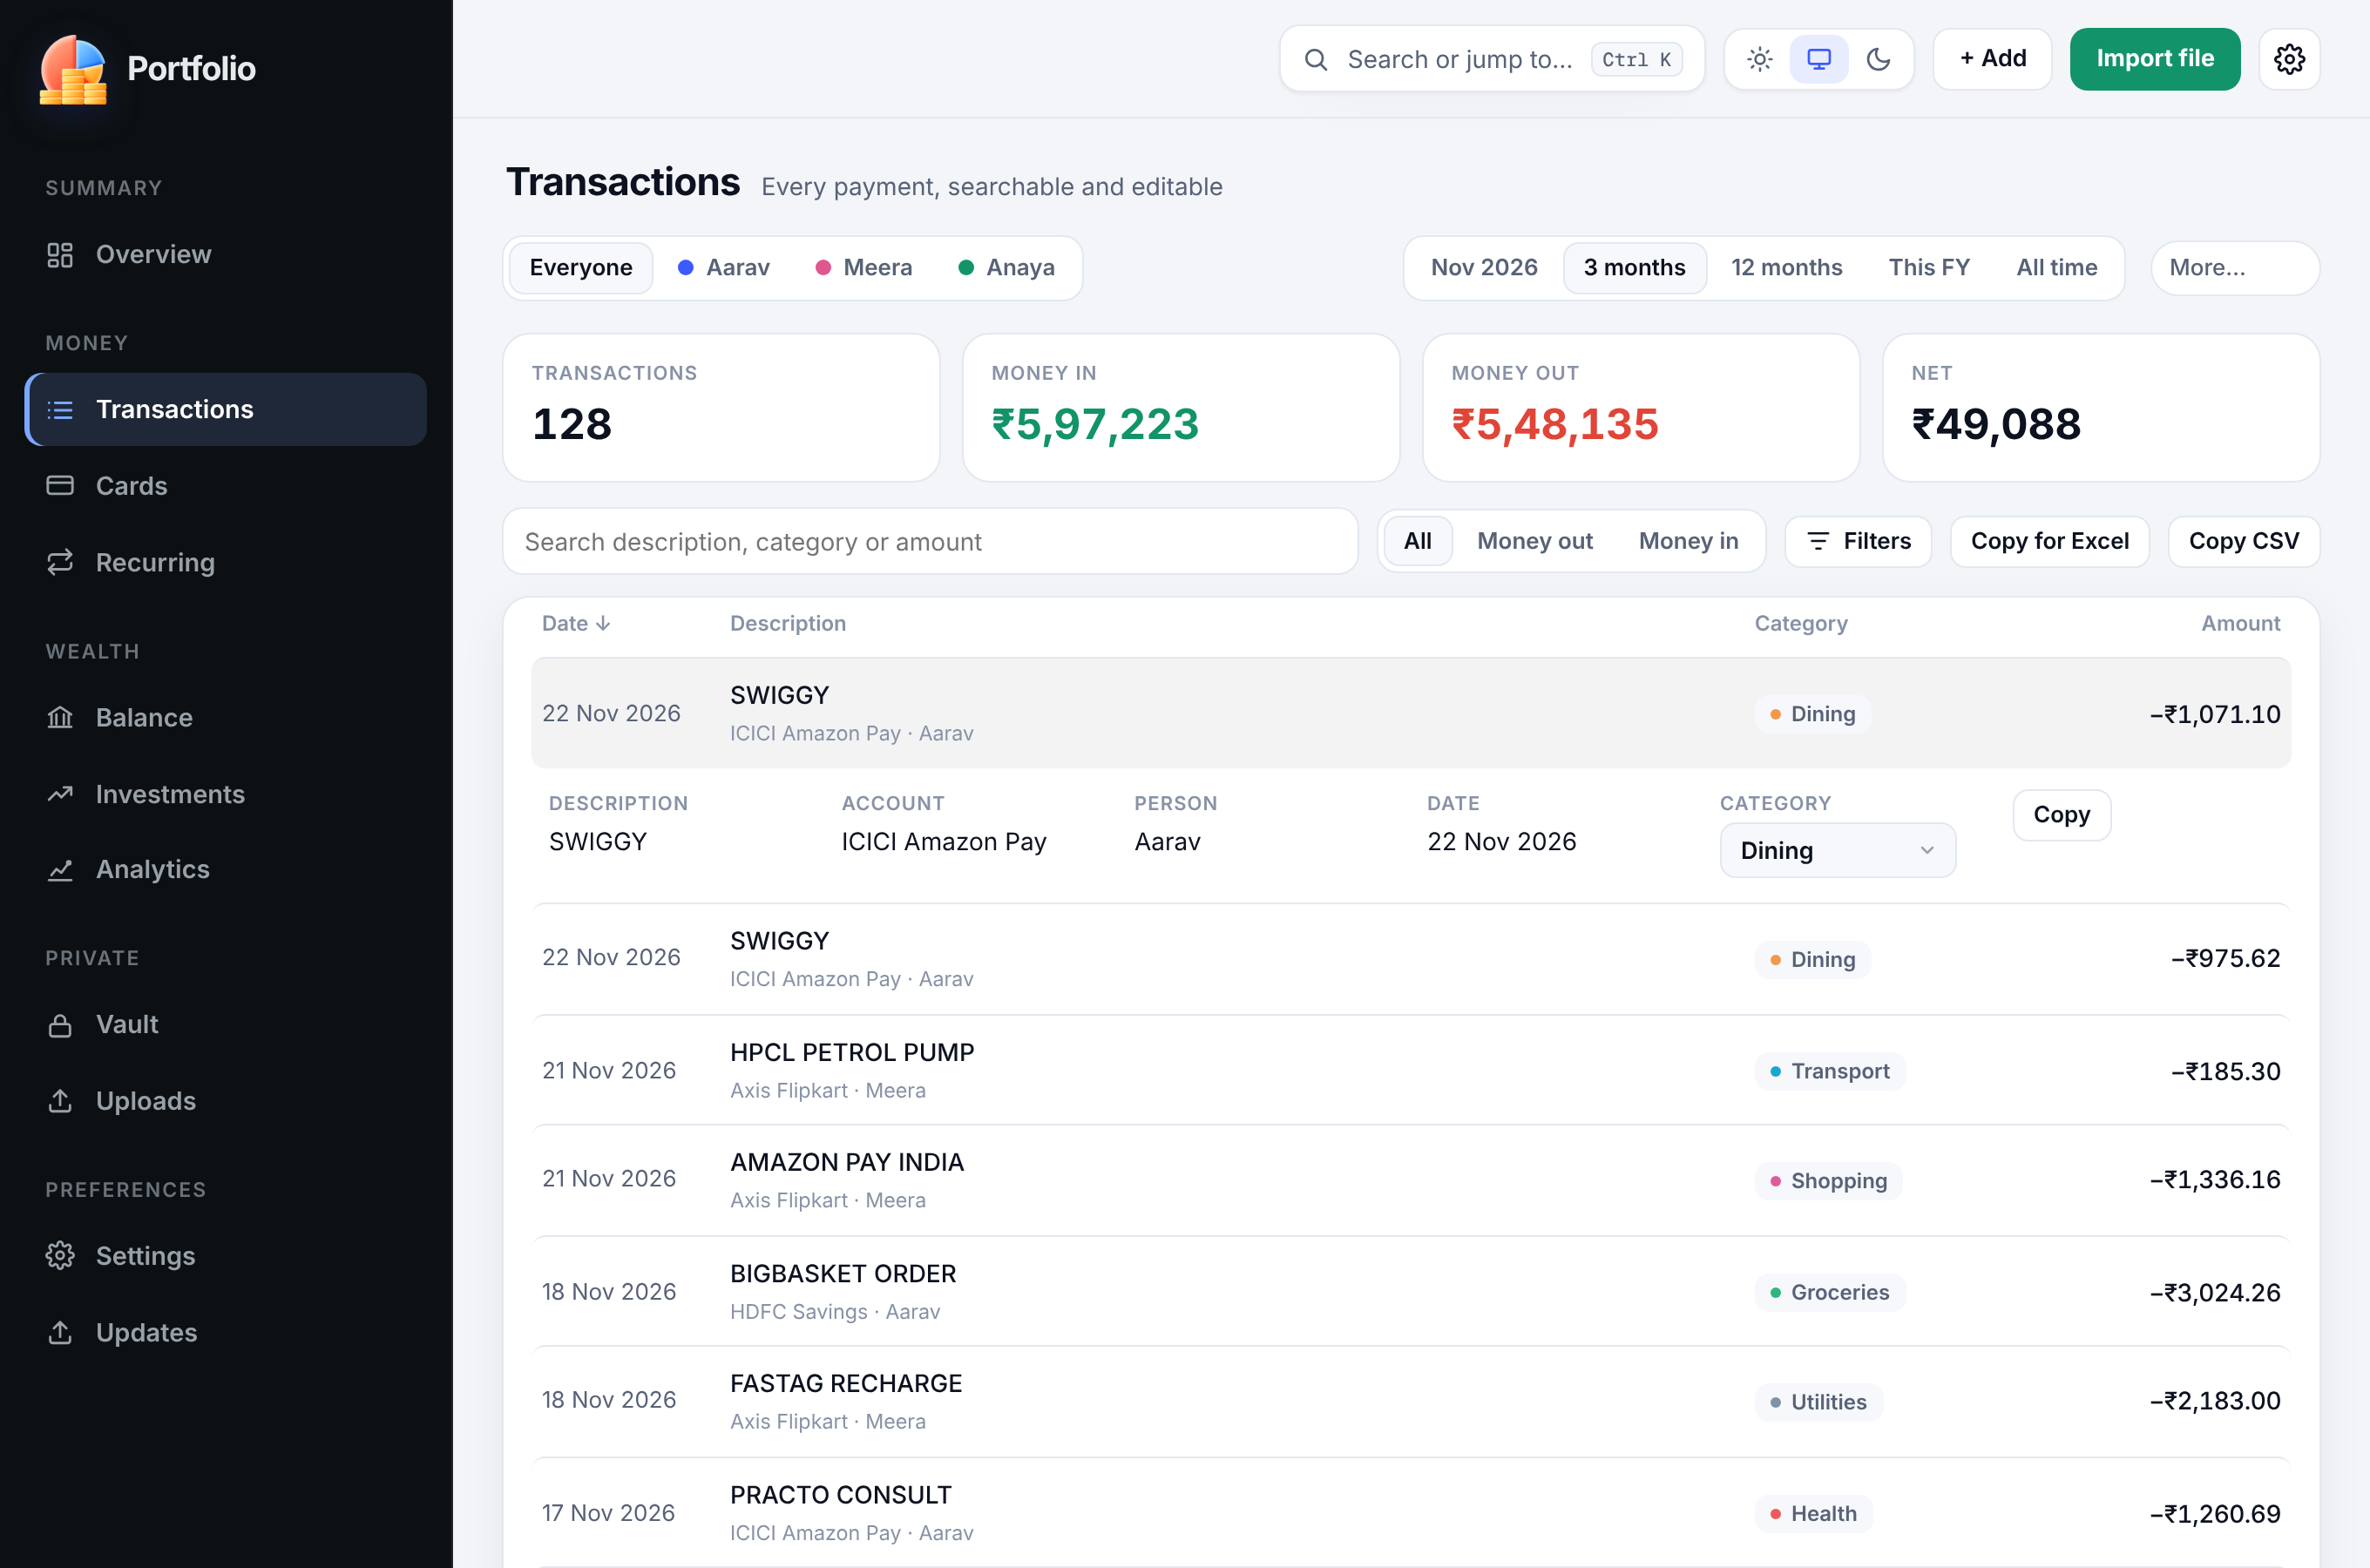 Portfolio
Search or jump to... Ctrl K
+ Add
Import file
SUMMARY
Overview
MONEY
Transactions
Cards
Recurring
WEALTH
Balance
Investments
Analytics
PRIVATE
Vault
Uploads
PREFERENCES
Settings
Updates
Transactions Every payment, searchable and editable
Everyone Aarav Meera Anaya
Nov 2026 3 months 12 months This FY All time More...
TRANSACTIONS
128
MONEY IN
₹5,97,223
MONEY OUT
₹5,48,135
NET
₹49,088
Search description, category or amount
All Money out Money in
Filters
Copy for Excel
Copy CSV
Date ↓ Description Category Amount
22 Nov 2026 SWIGGY Dining −₹1,071.10
ICICI Amazon Pay · Aarav
DESCRIPTION ACCOUNT PERSON DATE CATEGORY
SWIGGY ICICI Amazon Pay Aarav 22 Nov 2026 Dining
Copy
22 Nov 2026 SWIGGY Dining −₹975.62
ICICI Amazon Pay · Aarav
21 Nov 2026 HPCL PETROL PUMP Transport −₹185.30
Axis Flipkart · Meera
21 Nov 2026 AMAZON PAY INDIA Shopping −₹1,336.16
Axis Flipkart · Meera
18 Nov 2026 BIGBASKET ORDER Groceries −₹3,024.26
HDFC Savings · Aarav
18 Nov 2026 FASTAG RECHARGE Utilities −₹2,183.00
Axis Flipkart · Meera
17 Nov 2026 PRACTO CONSULT Health −₹1,260.69
ICICI Amazon Pay · Aarav